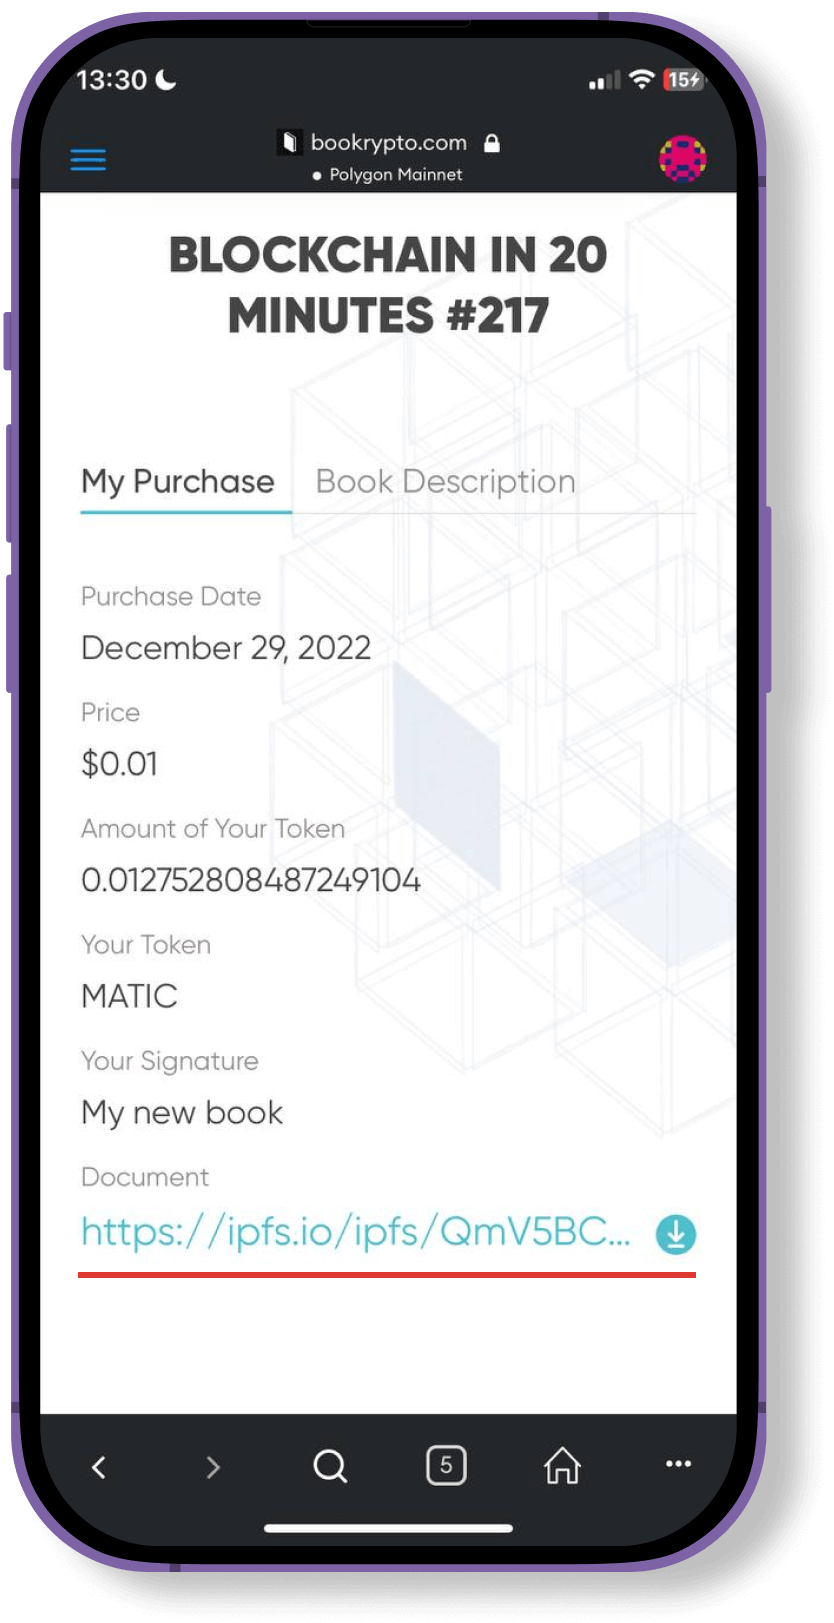 13:30
15
bookrypto.com
Polygon Mainnet
BLOCKCHAIN IN 20
MINUTES #217
My Purchase Book Description
Purchase Date
December 29, 2022
Price
$0.01
Amount of Your Token
0.012752808487249104
Your Token
MATIC
Your Signature
My new book
Document
https://ipfs.io/ipfs/QmV5BC...
5